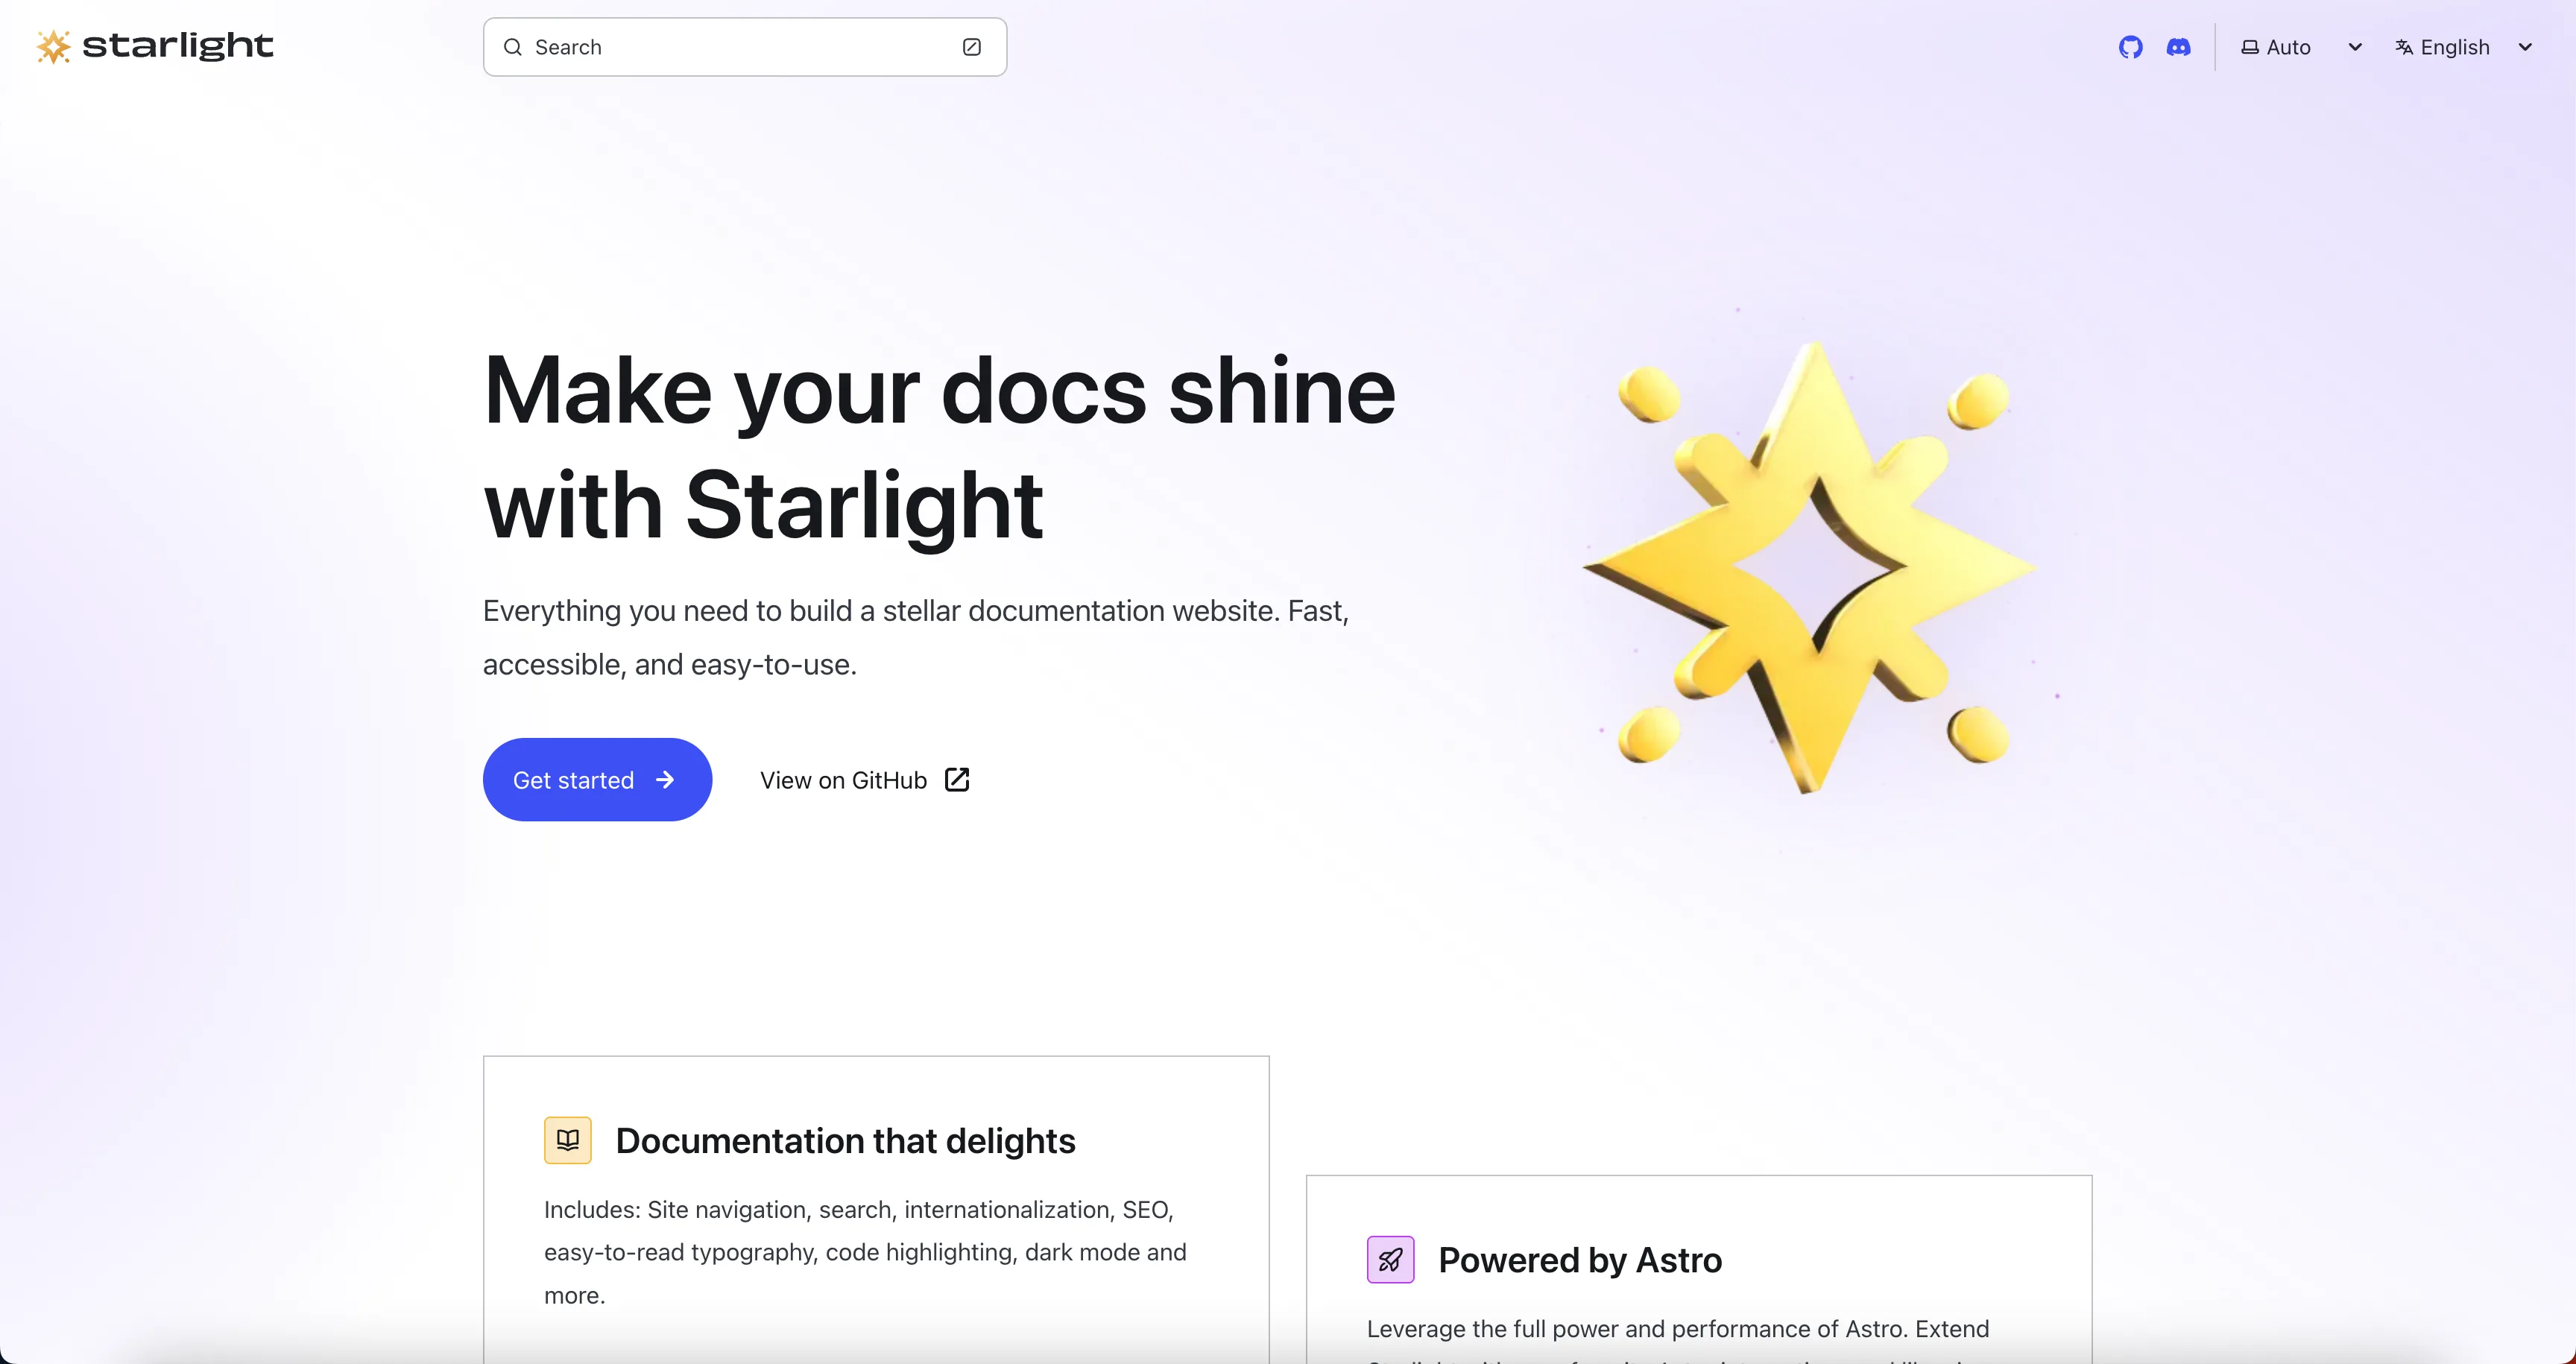 starlight
Search
Auto
English
Make your docs shine
with Starlight
Everything you need to build a stellar documentation website. Fast,
accessible, and easy-to-use.
Get started
View on GitHub
Documentation that delights
Includes: Site navigation, search, internationalization, SEO,
easy-to-read typography, code highlighting, dark mode and
more.
Powered by Astro
Leverage the full power and performance of Astro. Extend